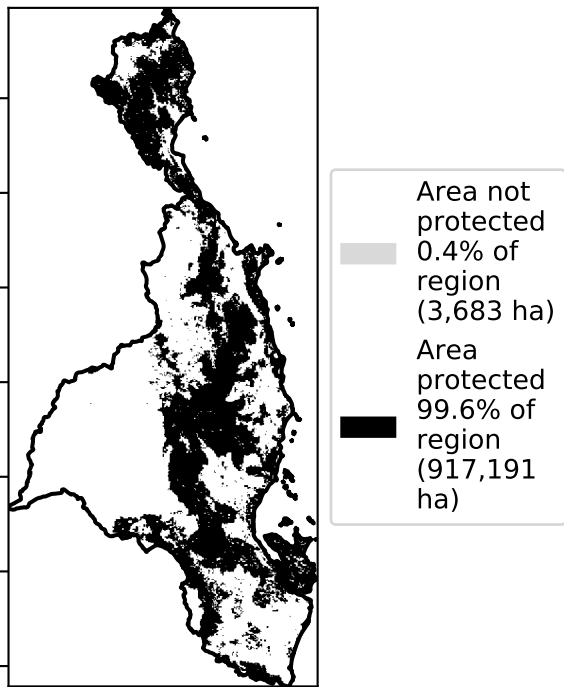 Area not
protected
0.4% of
region
(3,683 ha)
Area
protected
99.6% of
region
(917,191
ha)